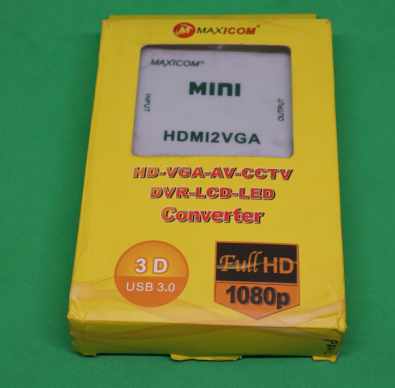 M MAXICOM®
MAXICOM™
MINI
INPUT
OUTPUT
HDMI2VGA
HD-VGA-AV-CCTV
DVR-LCD-LED
Converter
3 D
USB 3.0
Full HD
1080p